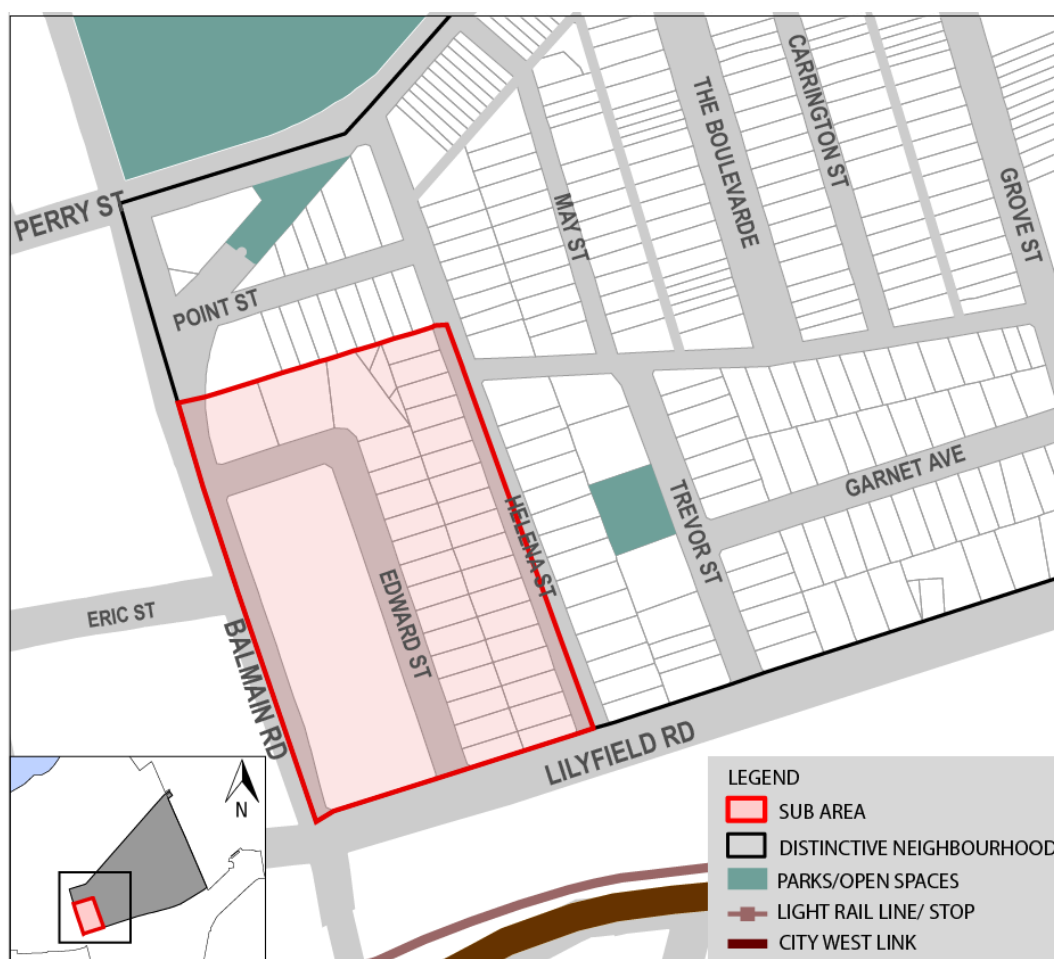 PERRY ST
POINT ST
MAY ST
THE BOULEVARDE
CARRINGTON ST
GROVE ST
GARNET AVE
TREVOR ST
HELENA ST
EDWARD ST
ERIC ST
BALMAIN RD
LILYFIELD RD
N
LEGEND
SUB AREA
DISTINCTIVE NEIGHBOURHOOD
PARKS/OPEN SPACES
LIGHT RAIL LINE/ STOP
CITY WEST LINK